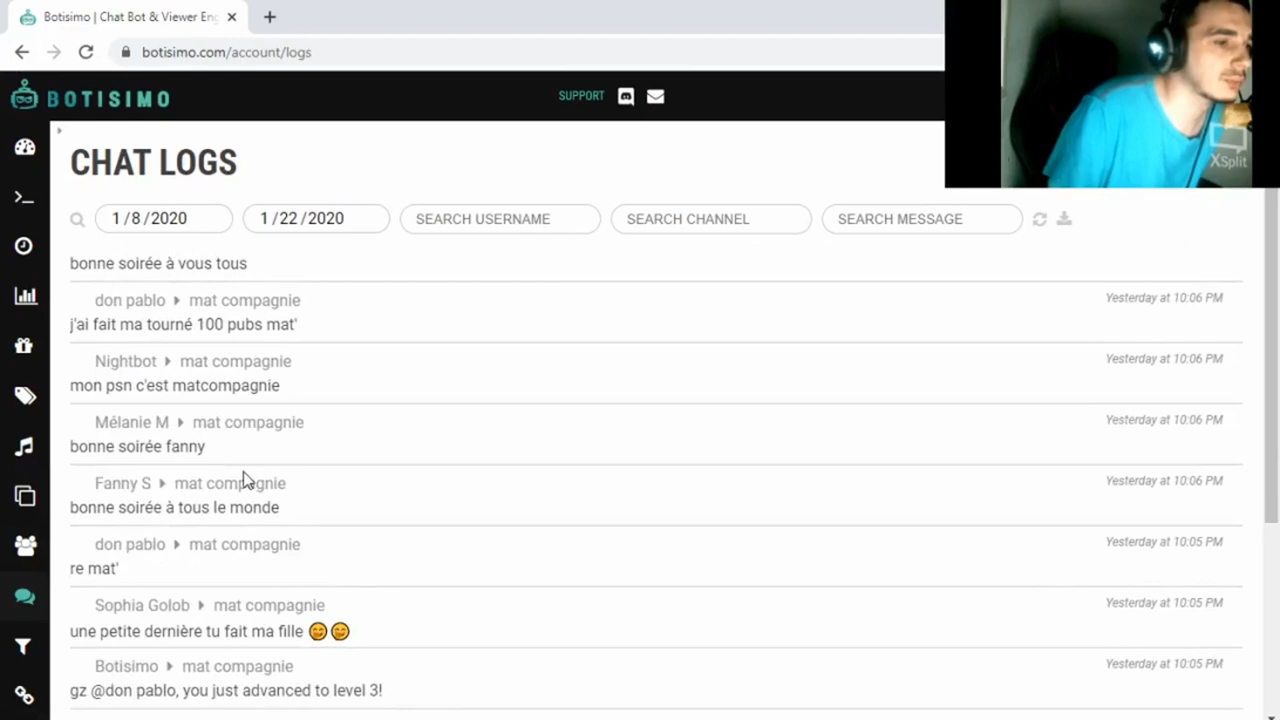 Botisimo | Chat Bot & Viewer Eng
botisimo.com/account/logs
BOTISIMO
SUPPORT
XSplit
CHAT LOGS
1/8/2020 1/22/2020 SEARCH USERNAME SEARCH CHANNEL SEARCH MESSAGE
bonne soirée à vous tous
don pablo mat compagnie Yesterday at 10:06 PM
j'ai fait ma tourné 100 pubs mat'
Nightbot mat compagnie Yesterday at 10:06 PM
mon psn c'est matcompagnie
Mélanie M mat compagnie Yesterday at 10:06 PM
bonne soirée fanny
Fanny S mat compagnie Yesterday at 10:06 PM
bonne soirée à tous le monde
don pablo mat compagnie Yesterday at 10:05 PM
re mat'
Sophia Golob mat compagnie Yesterday at 10:05 PM
une petite dernière tu fait ma fille 😊😊
Botisimo mat compagnie Yesterday at 10:05 PM
gz @don pablo, you just advanced to level 3!